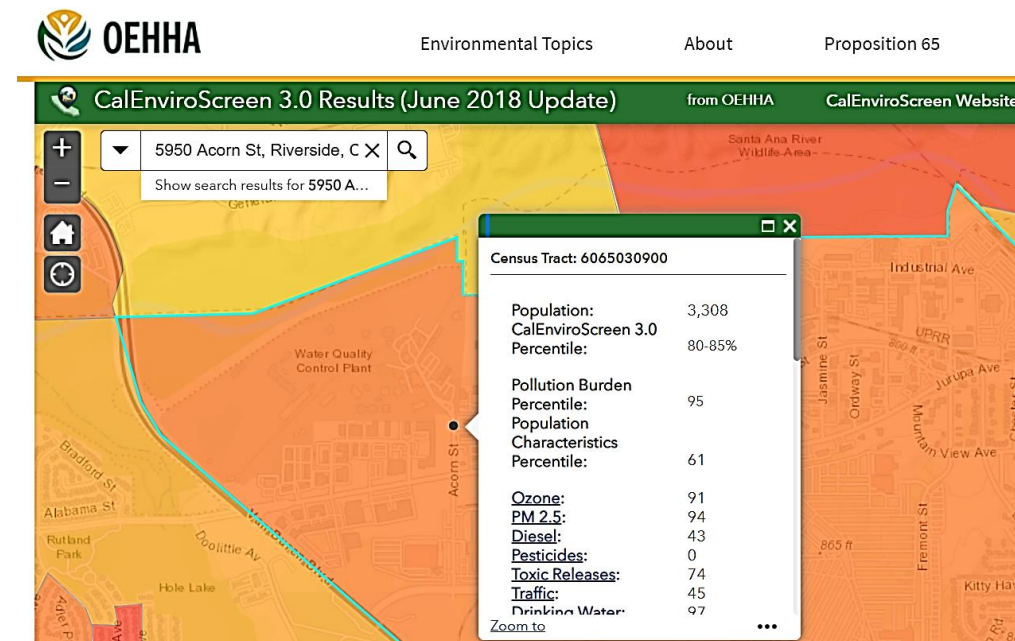 OEHHA
Environmental Topics About Proposition 65
CalEnviroScreen 3.0 Results (June 2018 Update) from OEHHA CalEnviroScreen Website
5950 Acorn St, Riverside, C
Show search results for 5950 A...
Santa Ana River
Wildlife Area
Census Tract: 6065030900
Population: 3,308
CalEnviroScreen 3.0
Percentile: 80-85%
Pollution Burden
Percentile: 95
Population
Characteristics
Percentile: 61
Ozone: 91
PM 2.5: 94
Diesel: 43
Pesticides: 0
Toxic Releases: 74
Traffic: 45
Drinking Water: 97
Zoom to
Water Quality
Control Plant
Acorn St
Bradford St
Alabama St
Rutland
Park
Doolittle Av
Hole Lake
Industrial Ave
UPRR
860 ft
Jurupa Ave
Jasmine St
Ordway St
Mountain View Ave
Fremont St
865 ft
Kitty Haw
Rd